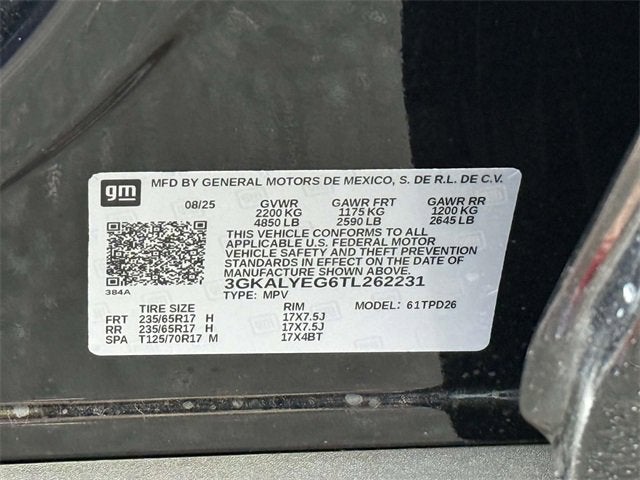 gm
MFD BY GENERAL MOTORS DE MEXICO, S. DE R.L. DE C.V.
08/25 GVWR GAWR FRT GAWR RR
2200 KG 1175 KG 1200 KG
4850 LB 2590 LB 2645 LB
THIS VEHICLE CONFORMS TO ALL
APPLICABLE U.S. FEDERAL MOTOR
VEHICLE SAFETY AND THEFT PREVENTION
STANDARDS IN EFFECT ON THE DATE OF
MANUFACTURE SHOWN ABOVE.
384A 3GKALYEG6TL262231
TYPE: MPV MODEL: 61TPD26
TIRE SIZE RIM
FRT 235/65R17 H 17X7.5J
RR 235/65R17 H 17X7.5J
SPA T125/70R17 M 17X4BT